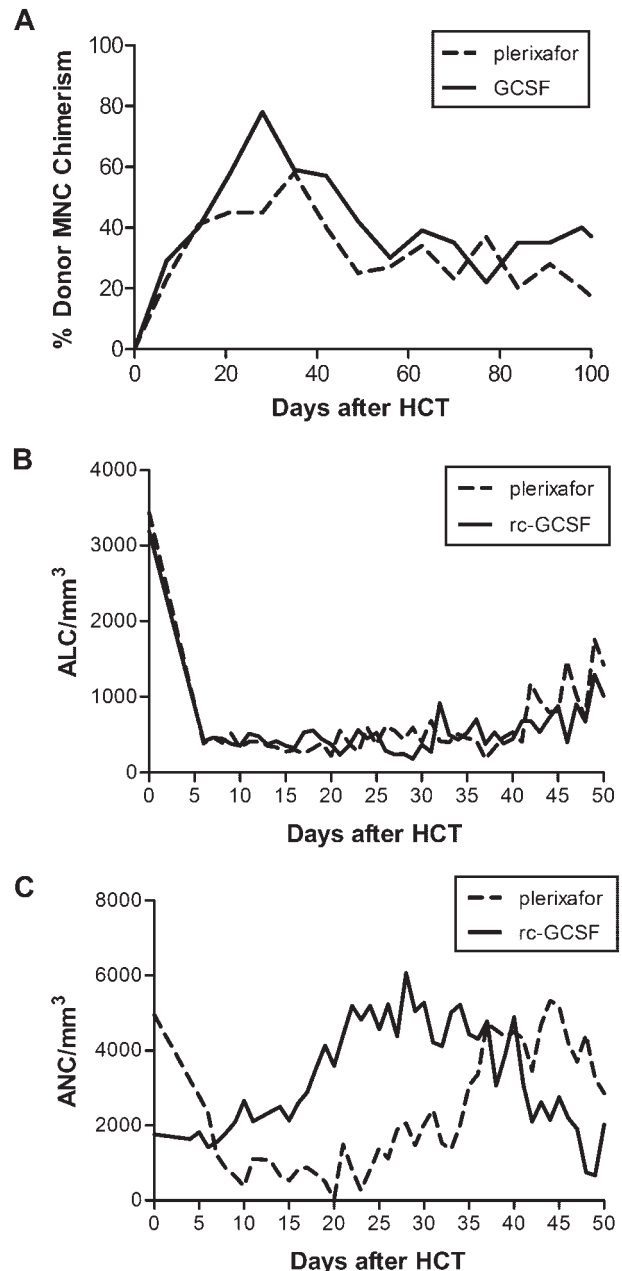 A
plerixafor
GCSF
% Donor MNC Chimerism
100
80
60
40
20
0
0 20 40 60 80 100
Days after HCT
B
plerixafor
rc-GCSF
ALC/mm³
4000
3000
2000
1000
0
0 5 10 15 20 25 30 35 40 45 50
Days after HCT
C
plerixafor
rc-GCSF
ANC/mm³
8000
6000
4000
2000
0
0 5 10 15 20 25 30 35 40 45 50
Days after HCT